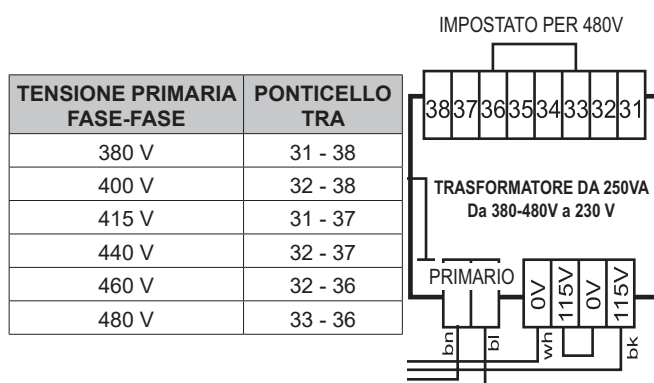 IMPOSTATO PER 480V
TENSIONE PRIMARIA FASE-FASE PONTICELLO TRA
380 V 31 - 38
400 V 32 - 38
415 V 31 - 37
440 V 32 - 37
460 V 32 - 36
480 V 33 - 36
38 37 36 35 34 33 32 31
TRASFORMATORE DA 250VA
Da 380-480V a 230 V
PRIMARIO
0V 115V 0V 115V
bn bl wh bk